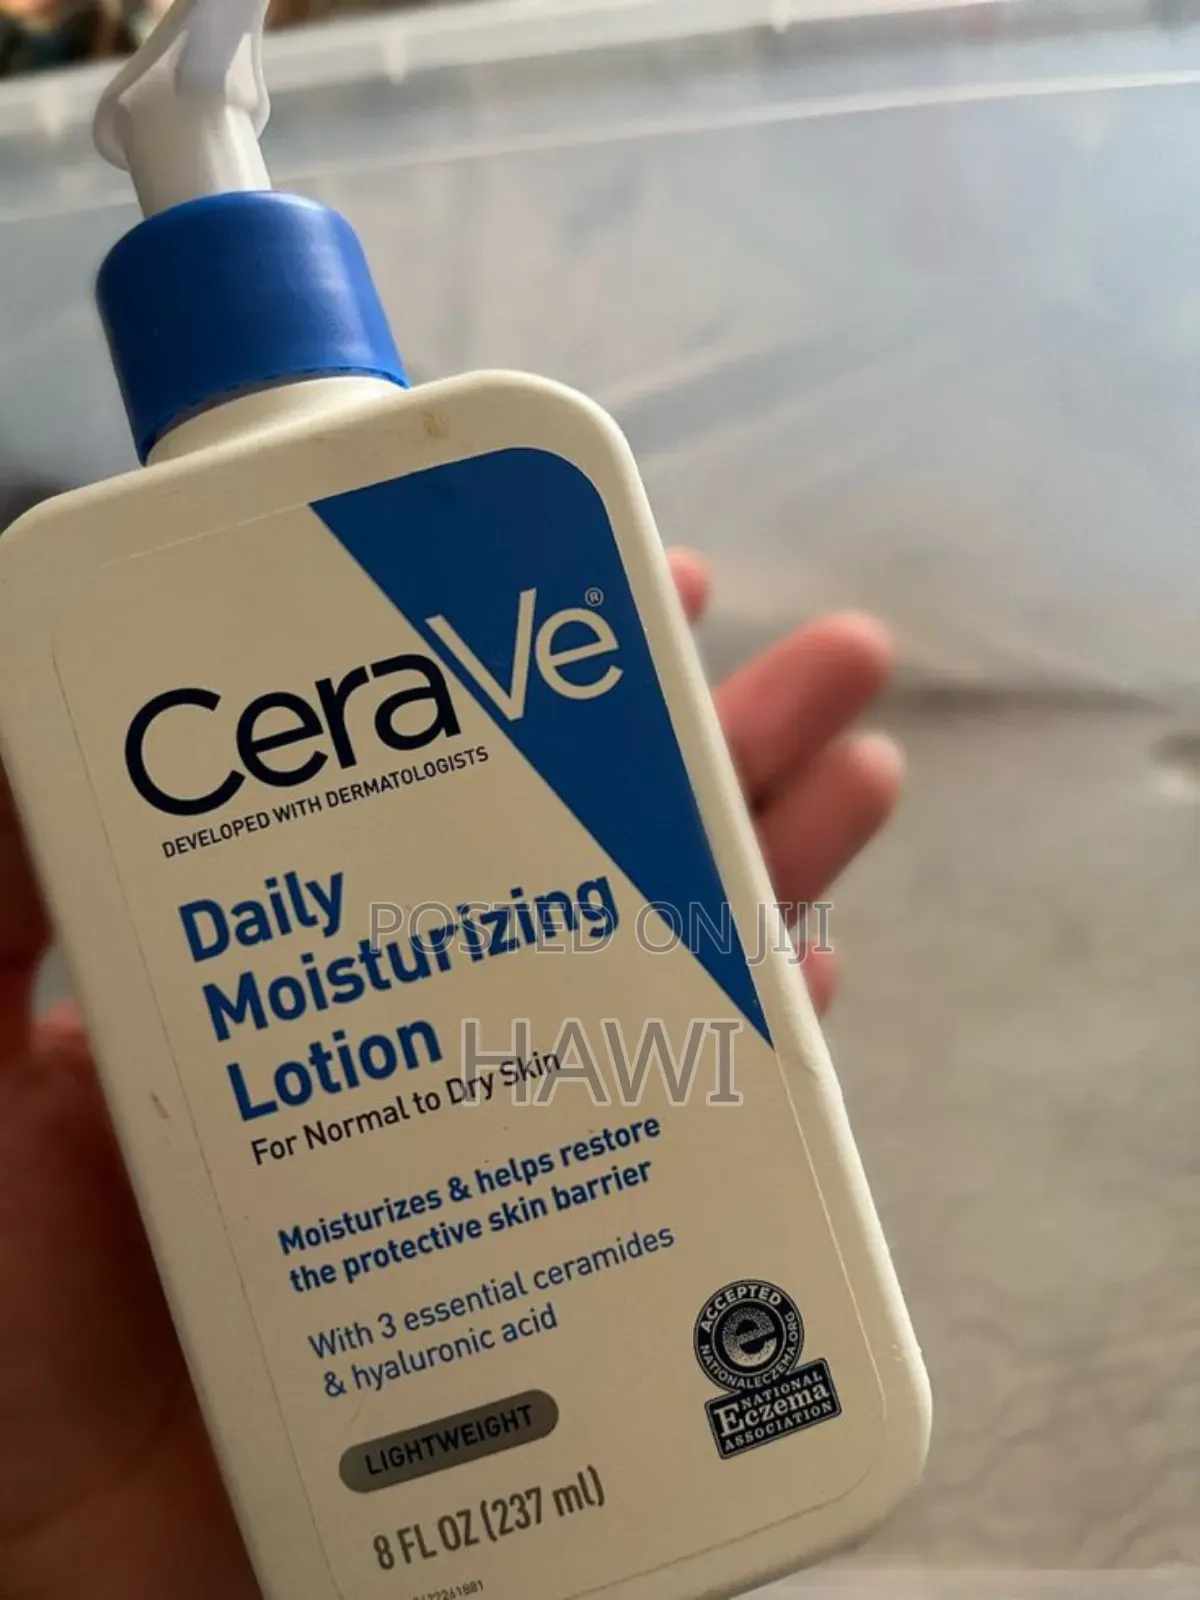 CeraVe®
DEVELOPED WITH DERMATOLOGISTS
Daily
Moisturizing
Lotion
For Normal to Dry Skin
Moisturizes & helps restore
the protective skin barrier
With 3 essential ceramides
& hyaluronic acid
LIGHTWEIGHT
8 FL OZ (237 ml)
ACCEPTED
NATIONALECZEMA.ORG
e
NATIONAL
Eczema
ASSOCIATION
POSTED ON JIJI
HAWI